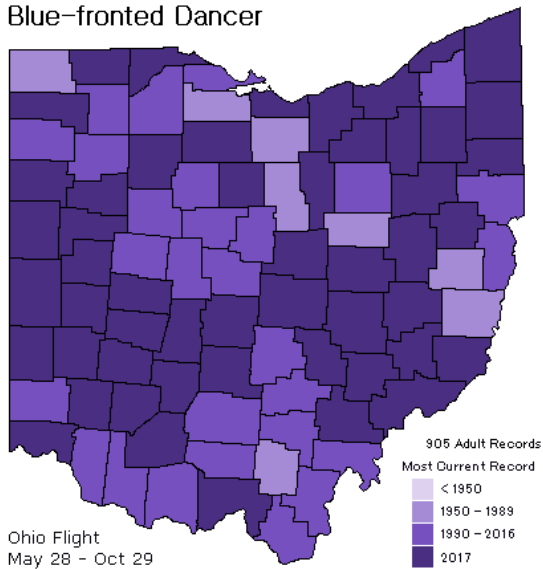 Blue-fronted Dancer
905 Adult Records
Most Current Record
< 1950
1950 - 1989
1990 - 2016
2017
Ohio Flight
May 28 - Oct 29